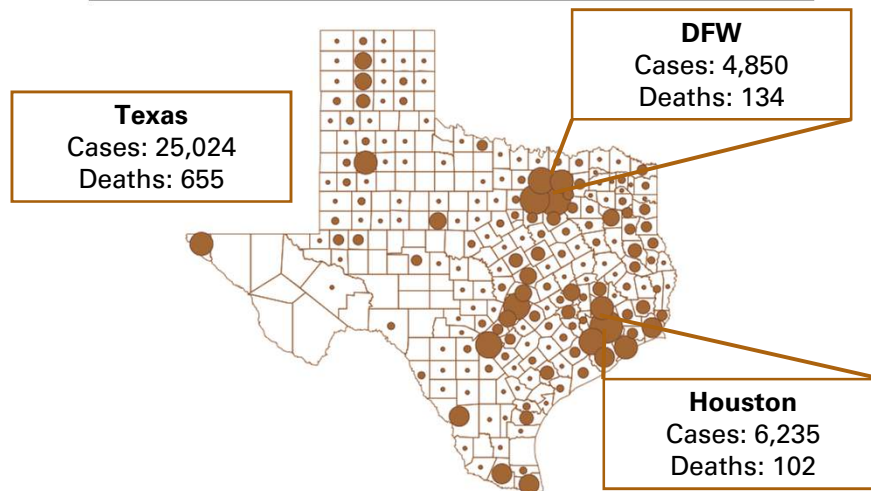 DFW
Cases: 4,850
Deaths: 134
Texas
Cases: 25,024
Deaths: 655
Houston
Cases: 6,235
Deaths: 102